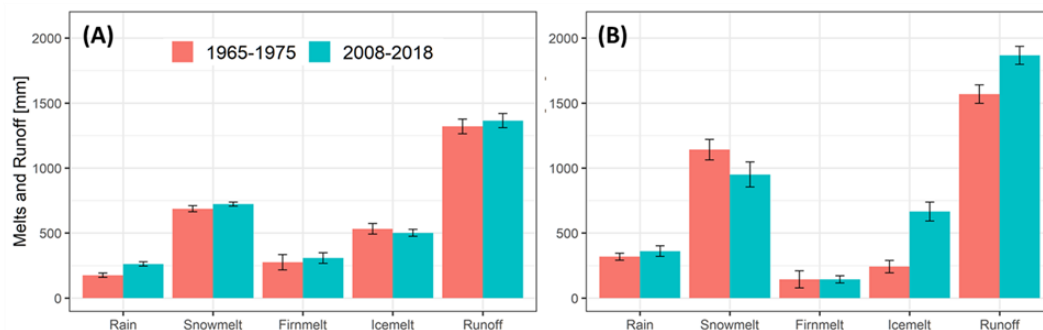 (A)
1965-1975 2008-2018
(B)
Melts and Runoff [mm]
2000
1500
1000
500
0
Rain Snowmelt Firnmelt Icemelt Runoff
2000
1500
1000
500
0
Rain Snowmelt Firnmelt Icemelt Runoff